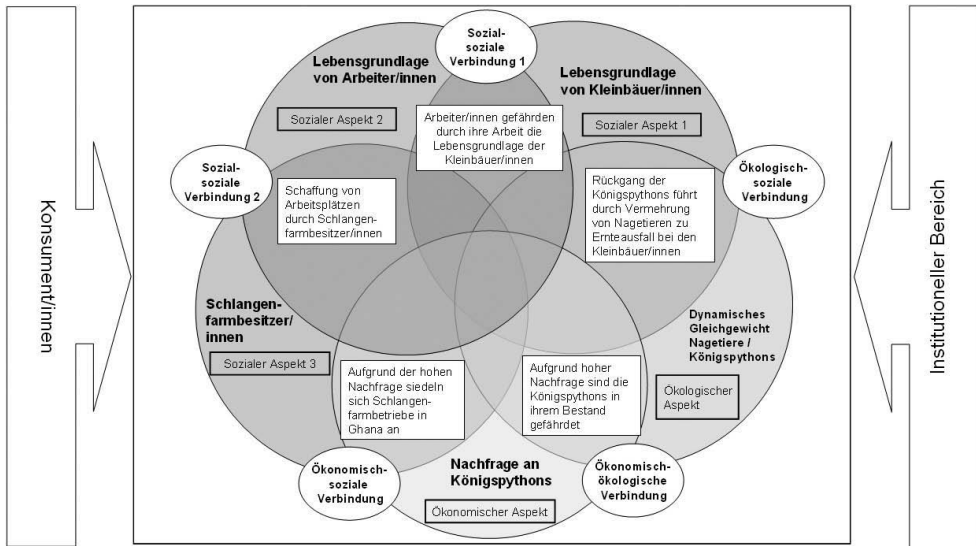 Konsument/innen
Sozial-
soziale
Verbindung 1
Lebensgrundlage
von Arbeiter/innen
Sozialer Aspekt 2
Lebensgrundlage
von Kleinbäuer/innen
Sozialer Aspekt 1
Arbeiter/innen gefährden
durch ihre Arbeit die
Lebensgrundlage der
Kleinbäuer/innen
Sozial-
soziale
Verbindung 2
Schaffung von
Arbeitsplätzen
durch Schlangen-
farmbesitzer/innen
Rückgang der
Königspythons führt
durch Vermehrung
von Nagetieren zu
Ernteausfall bei den
Kleinbäuer/innen
Ökologisch-
soziale
Verbindung
Schlangen-
farmbesitzer/
innen
Sozialer Aspekt 3
Dynamisches
Gleichgewicht
Nagetiere /
Königspythons
Ökologischer
Aspekt
Aufgrund der hohen
Nachfrage siedeln
sich Schlangen-
farmbetriebe in
Ghana an
Aufgrund hoher
Nachfrage sind die
Königspythons in
ihrem Bestand
gefährdet
Ökonomisch-
soziale
Verbindung
Nachfrage an
Königspythons
Ökonomischer Aspekt
Ökonomisch-
ökologische
Verbindung
Institutioneller Bereich